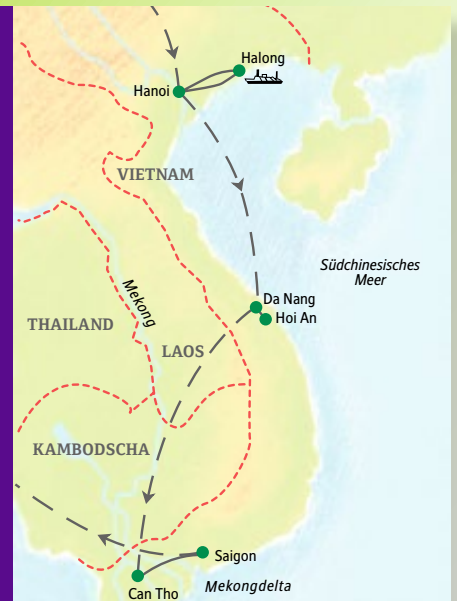 Halong
Hanoi
VIETNAM
Südchinesisches
Meer
Mekong
Da Nang
Hoi An
THAILAND
LAOS
KAMBODSCHA
Saigon
Can Tho
Mekongdelta